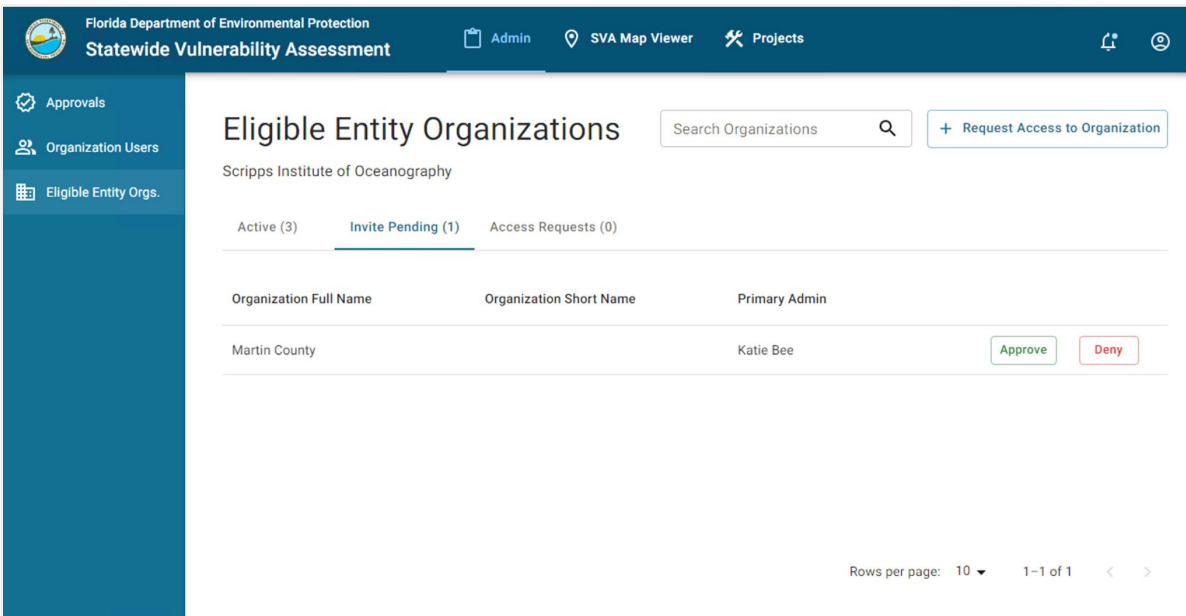 Florida Department of Environmental Protection
Statewide Vulnerability Assessment
Admin
SVA Map Viewer
Projects
Approvals
Organization Users
Eligible Entity Orgs.
Eligible Entity Organizations
Search Organizations
+ Request Access to Organization
Scripps Institute of Oceanography
Active (3) Invite Pending (1) Access Requests (0)
Organization Full Name Organization Short Name Primary Admin
Martin County Katie Bee Approve Deny
Rows per page: 10 1–1 of 1